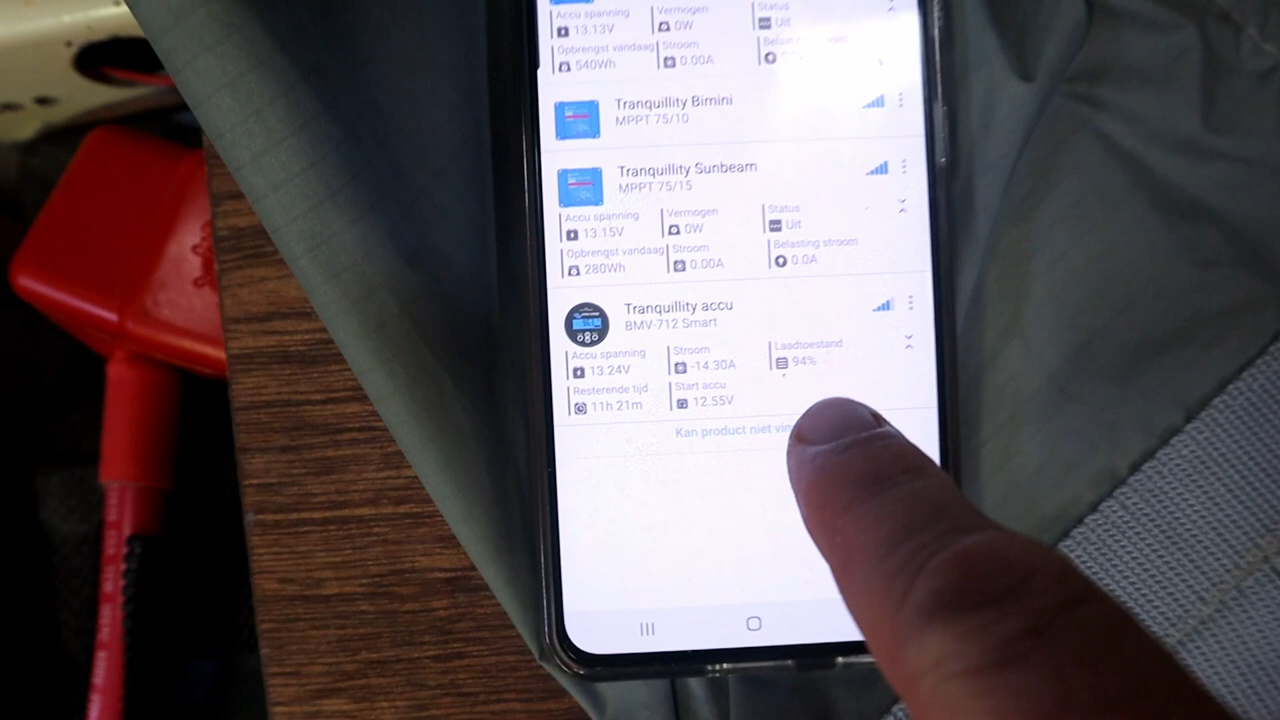 Accu spanning
13.13V
Vermogen
0W
Status
Uit
Opbrengst vandaag
540Wh
Stroom
0.00A
Tranquillity Bimini
MPPT 75/10
Tranquillity Sunbeam
MPPT 75/15
Accu spanning
13.15V
Vermogen
0W
Status
Uit
Opbrengst vandaag
280Wh
Stroom
0.00A
Belasting stroom
0.0A
Tranquillity accu
BMV-712 Smart
Accu spanning
13.24V
Stroom
-14.30A
Laadtoestand
94%
Resterende tijd
11h 21m
Start accu
12.55V
Kan product niet